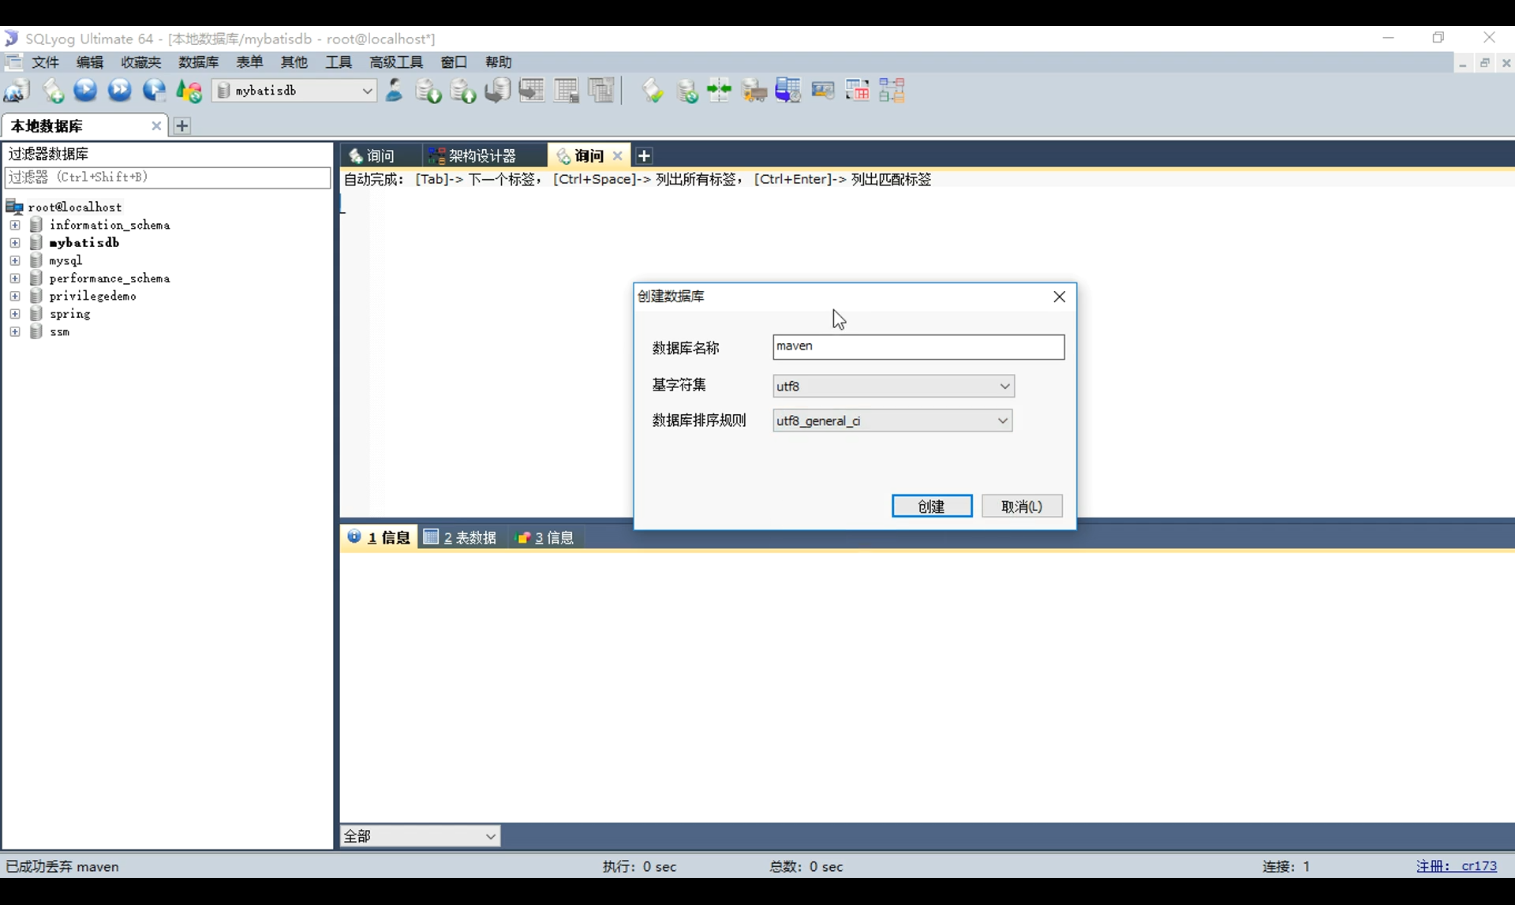 SQLyog Ultimate 64 - [本地数据库/mybatisdb - root@localhost*]
文件 编辑 收藏夹 数据库 表单 其他 工具 高级工具 窗口 帮助
mybatisdb
本地数据库
过滤器数据库
过滤器 (Ctrl+Shift+B)
root@localhost
information_schema
mybatisdb
mysql
performance_schema
privilegedemo
spring
ssm
询问 架构设计器 询问
自动完成: [Tab]-> 下一个标签, [Ctrl+Space]-> 列出所有标签, [Ctrl+Enter]-> 列出匹配标签
创建数据库
数据库名称 maven
基字符集 utf8
数据库排序规则 utf8_general_ci
创建 取消(L)
1 信息 2 表数据 3 信息
全部
已成功丢弃 maven 执行: 0 sec 总数: 0 sec 连接: 1 注册: cr173